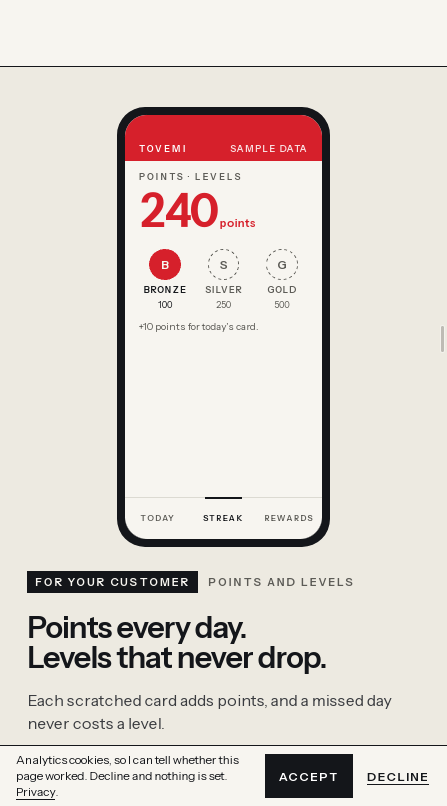 TOVEMI SAMPLE DATA
POINTS · LEVELS
240 points
B S G
BRONZE SILVER GOLD
100 250 500
+10 points for today's card.
TODAY STREAK REWARDS
FOR YOUR CUSTOMER POINTS AND LEVELS
Points every day.
Levels that never drop.
Each scratched card adds points, and a missed day
never costs a level.
Analytics cookies, so I can tell whether this
page worked. Decline and nothing is set.
Privacy.
ACCEPT DECLINE